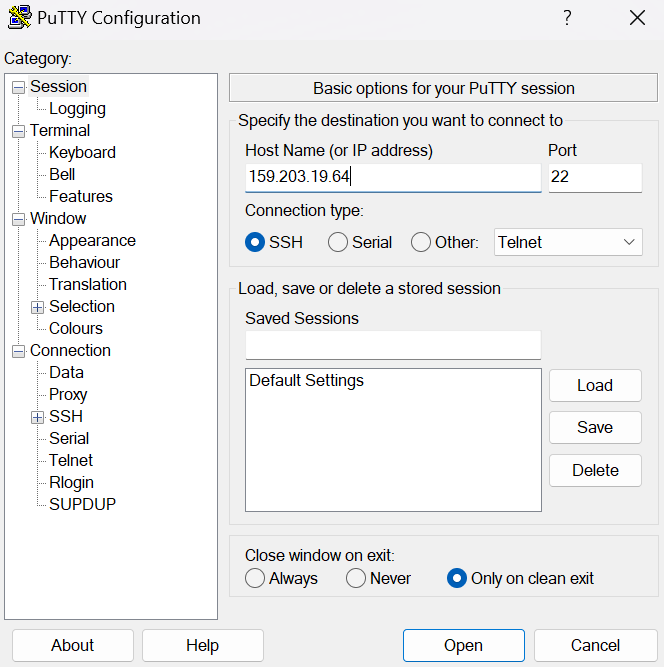 PuTTY Configuration
?
Category:
Session
Logging
Terminal
Keyboard
Bell
Features
Window
Appearance
Behaviour
Translation
Selection
Colours
Connection
Data
Proxy
SSH
Serial
Telnet
Rlogin
SUPDUP
Basic options for your PuTTY session
Specify the destination you want to connect to
Host Name (or IP address) Port
159.203.19.64 22
Connection type:
SSH Serial Other: Telnet
Load, save or delete a stored session
Saved Sessions
Default Settings
Load
Save
Delete
Close window on exit:
Always Never Only on clean exit
About Help Open Cancel